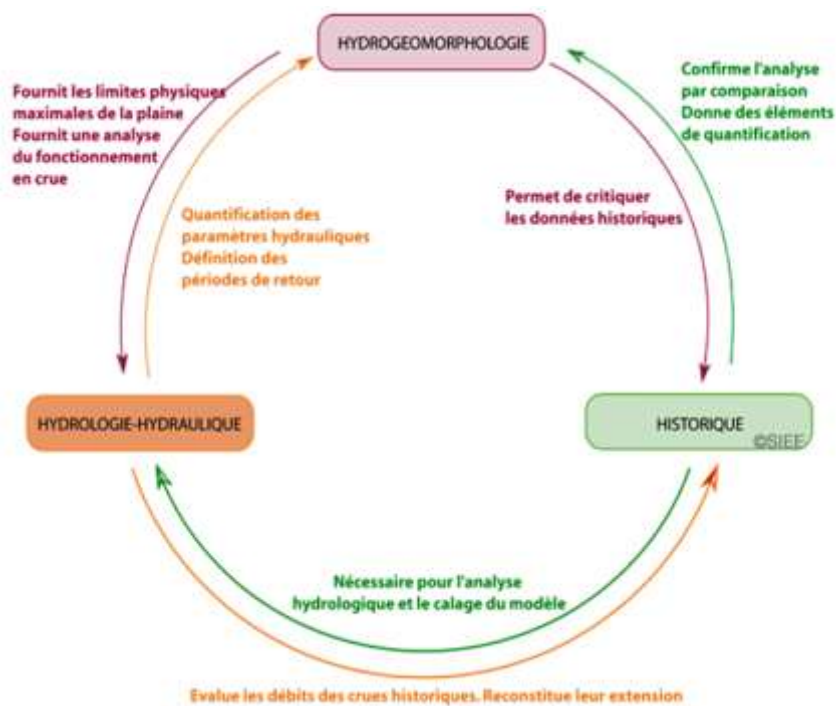 HYDROGEOMORPHOLOGIE
Fournit les limites physiques
maximales de la plaine
Fournit une analyse
du fonctionnement
en crue
Confirme l'analyse
par comparaison
Donne des éléments
de quantification
Quantification des
paramètres hydrauliques
Définition des
périodes de retour
Permet de critiquer
les données historiques
HYDROLOGIE-HYDRAULIQUE
HISTORIQUE
©SIEE
Nécessaire pour l'analyse
hydrologique et le calage du modèle
Evalue les débits des crues historiques. Reconstitue leur extension